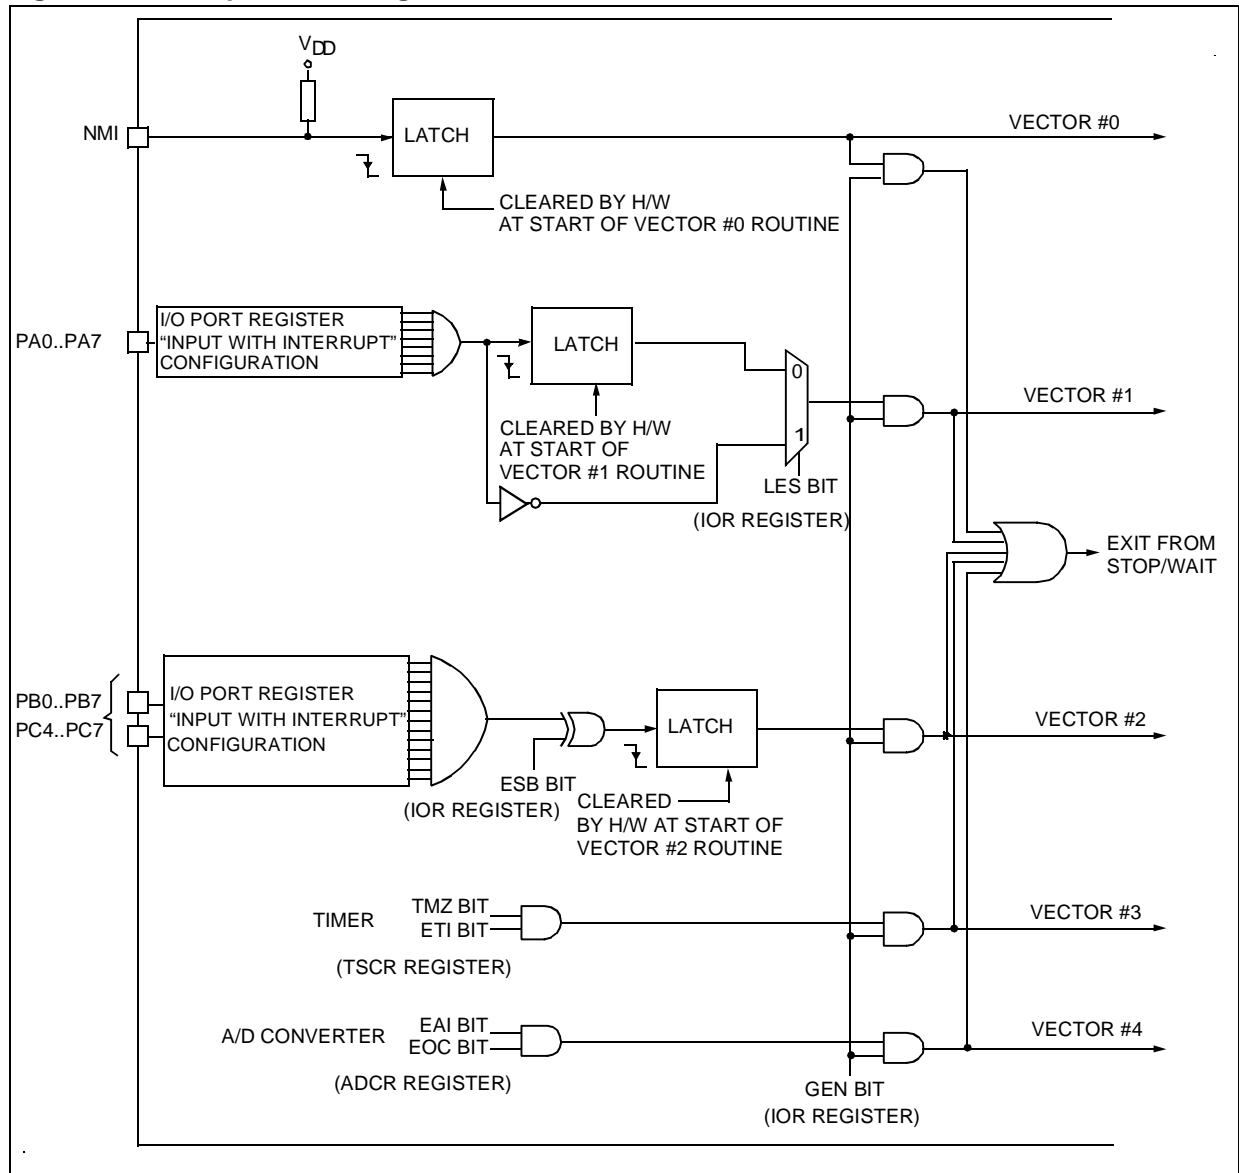 VDD
NMI
LATCH
VECTOR #0
CLEARED BY H/W
AT START OF VECTOR #0 ROUTINE
PA0..PA7
I/O PORT REGISTER
“INPUT WITH INTERRUPT”
CONFIGURATION
LATCH
0
1
VECTOR #1
CLEARED BY H/W
AT START OF
VECTOR #1 ROUTINE
LES BIT
(IOR REGISTER)
EXIT FROM
STOP/WAIT
PB0..PB7
PC4..PC7
I/O PORT REGISTER
“INPUT WITH INTERRUPT”
CONFIGURATION
LATCH
VECTOR #2
ESB BIT
(IOR REGISTER)
CLEARED
BY H/W AT START OF
VECTOR #2 ROUTINE
TIMER
TMZ BIT
ETI BIT
(TSCR REGISTER)
VECTOR #3
A/D CONVERTER
EAI BIT
EOC BIT
(ADCR REGISTER)
VECTOR #4
GEN BIT
(IOR REGISTER)